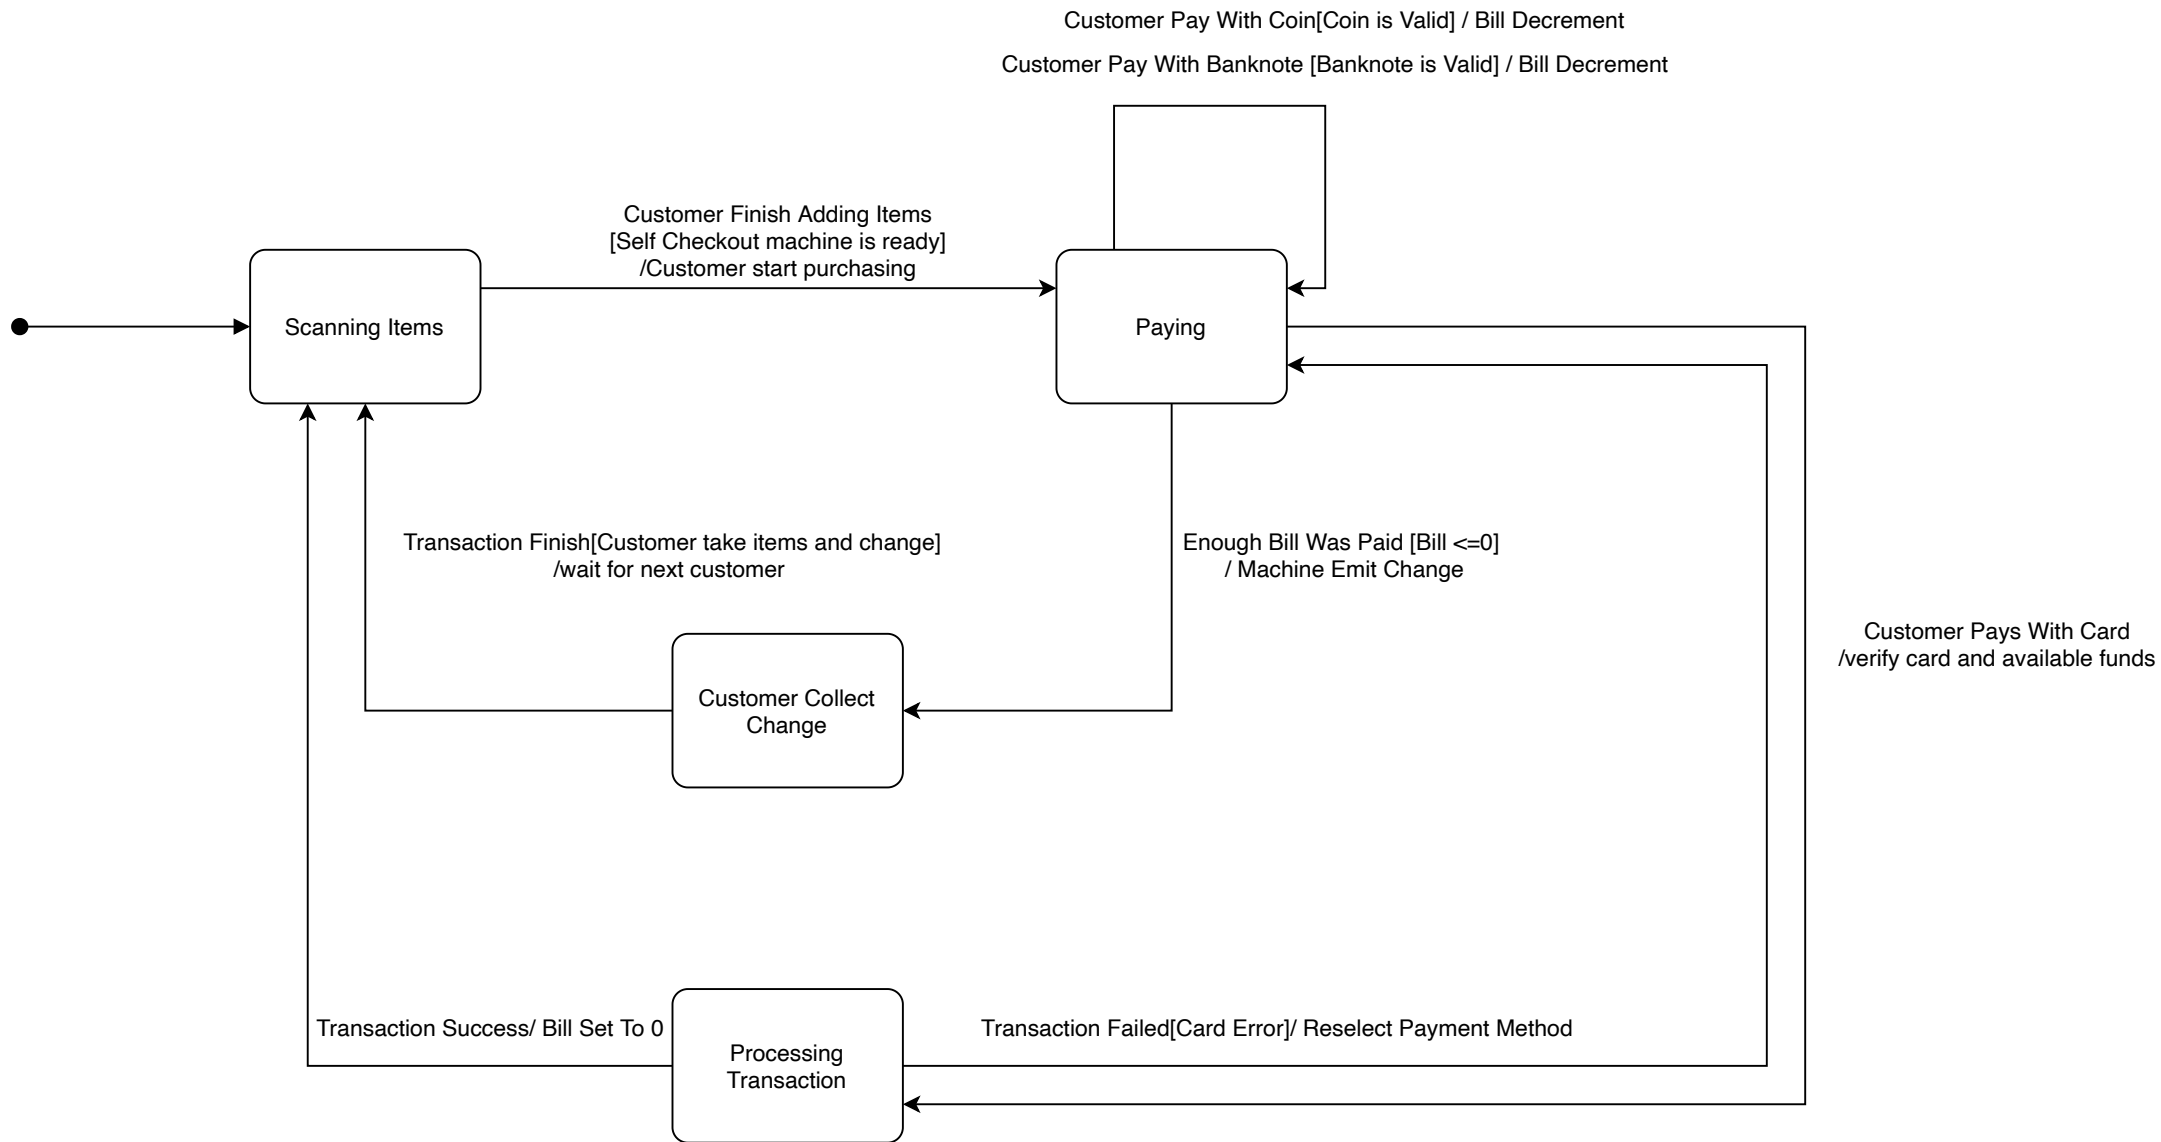 Customer Pay With Coin[Coin is Valid] / Bill Decrement
Customer Pay With Banknote [Banknote is Valid] / Bill Decrement
Customer Finish Adding Items
[Self Checkout machine is ready]
/Customer start purchasing
Scanning Items
Paying
Transaction Finish[Customer take items and change]
/wait for next customer
Enough Bill Was Paid [Bill <=0]
/ Machine Emit Change
Customer Pays With Card
/verify card and available funds
Customer Collect
Change
Transaction Success/ Bill Set To 0
Transaction Failed[Card Error]/ Reselect Payment Method
Processing
Transaction